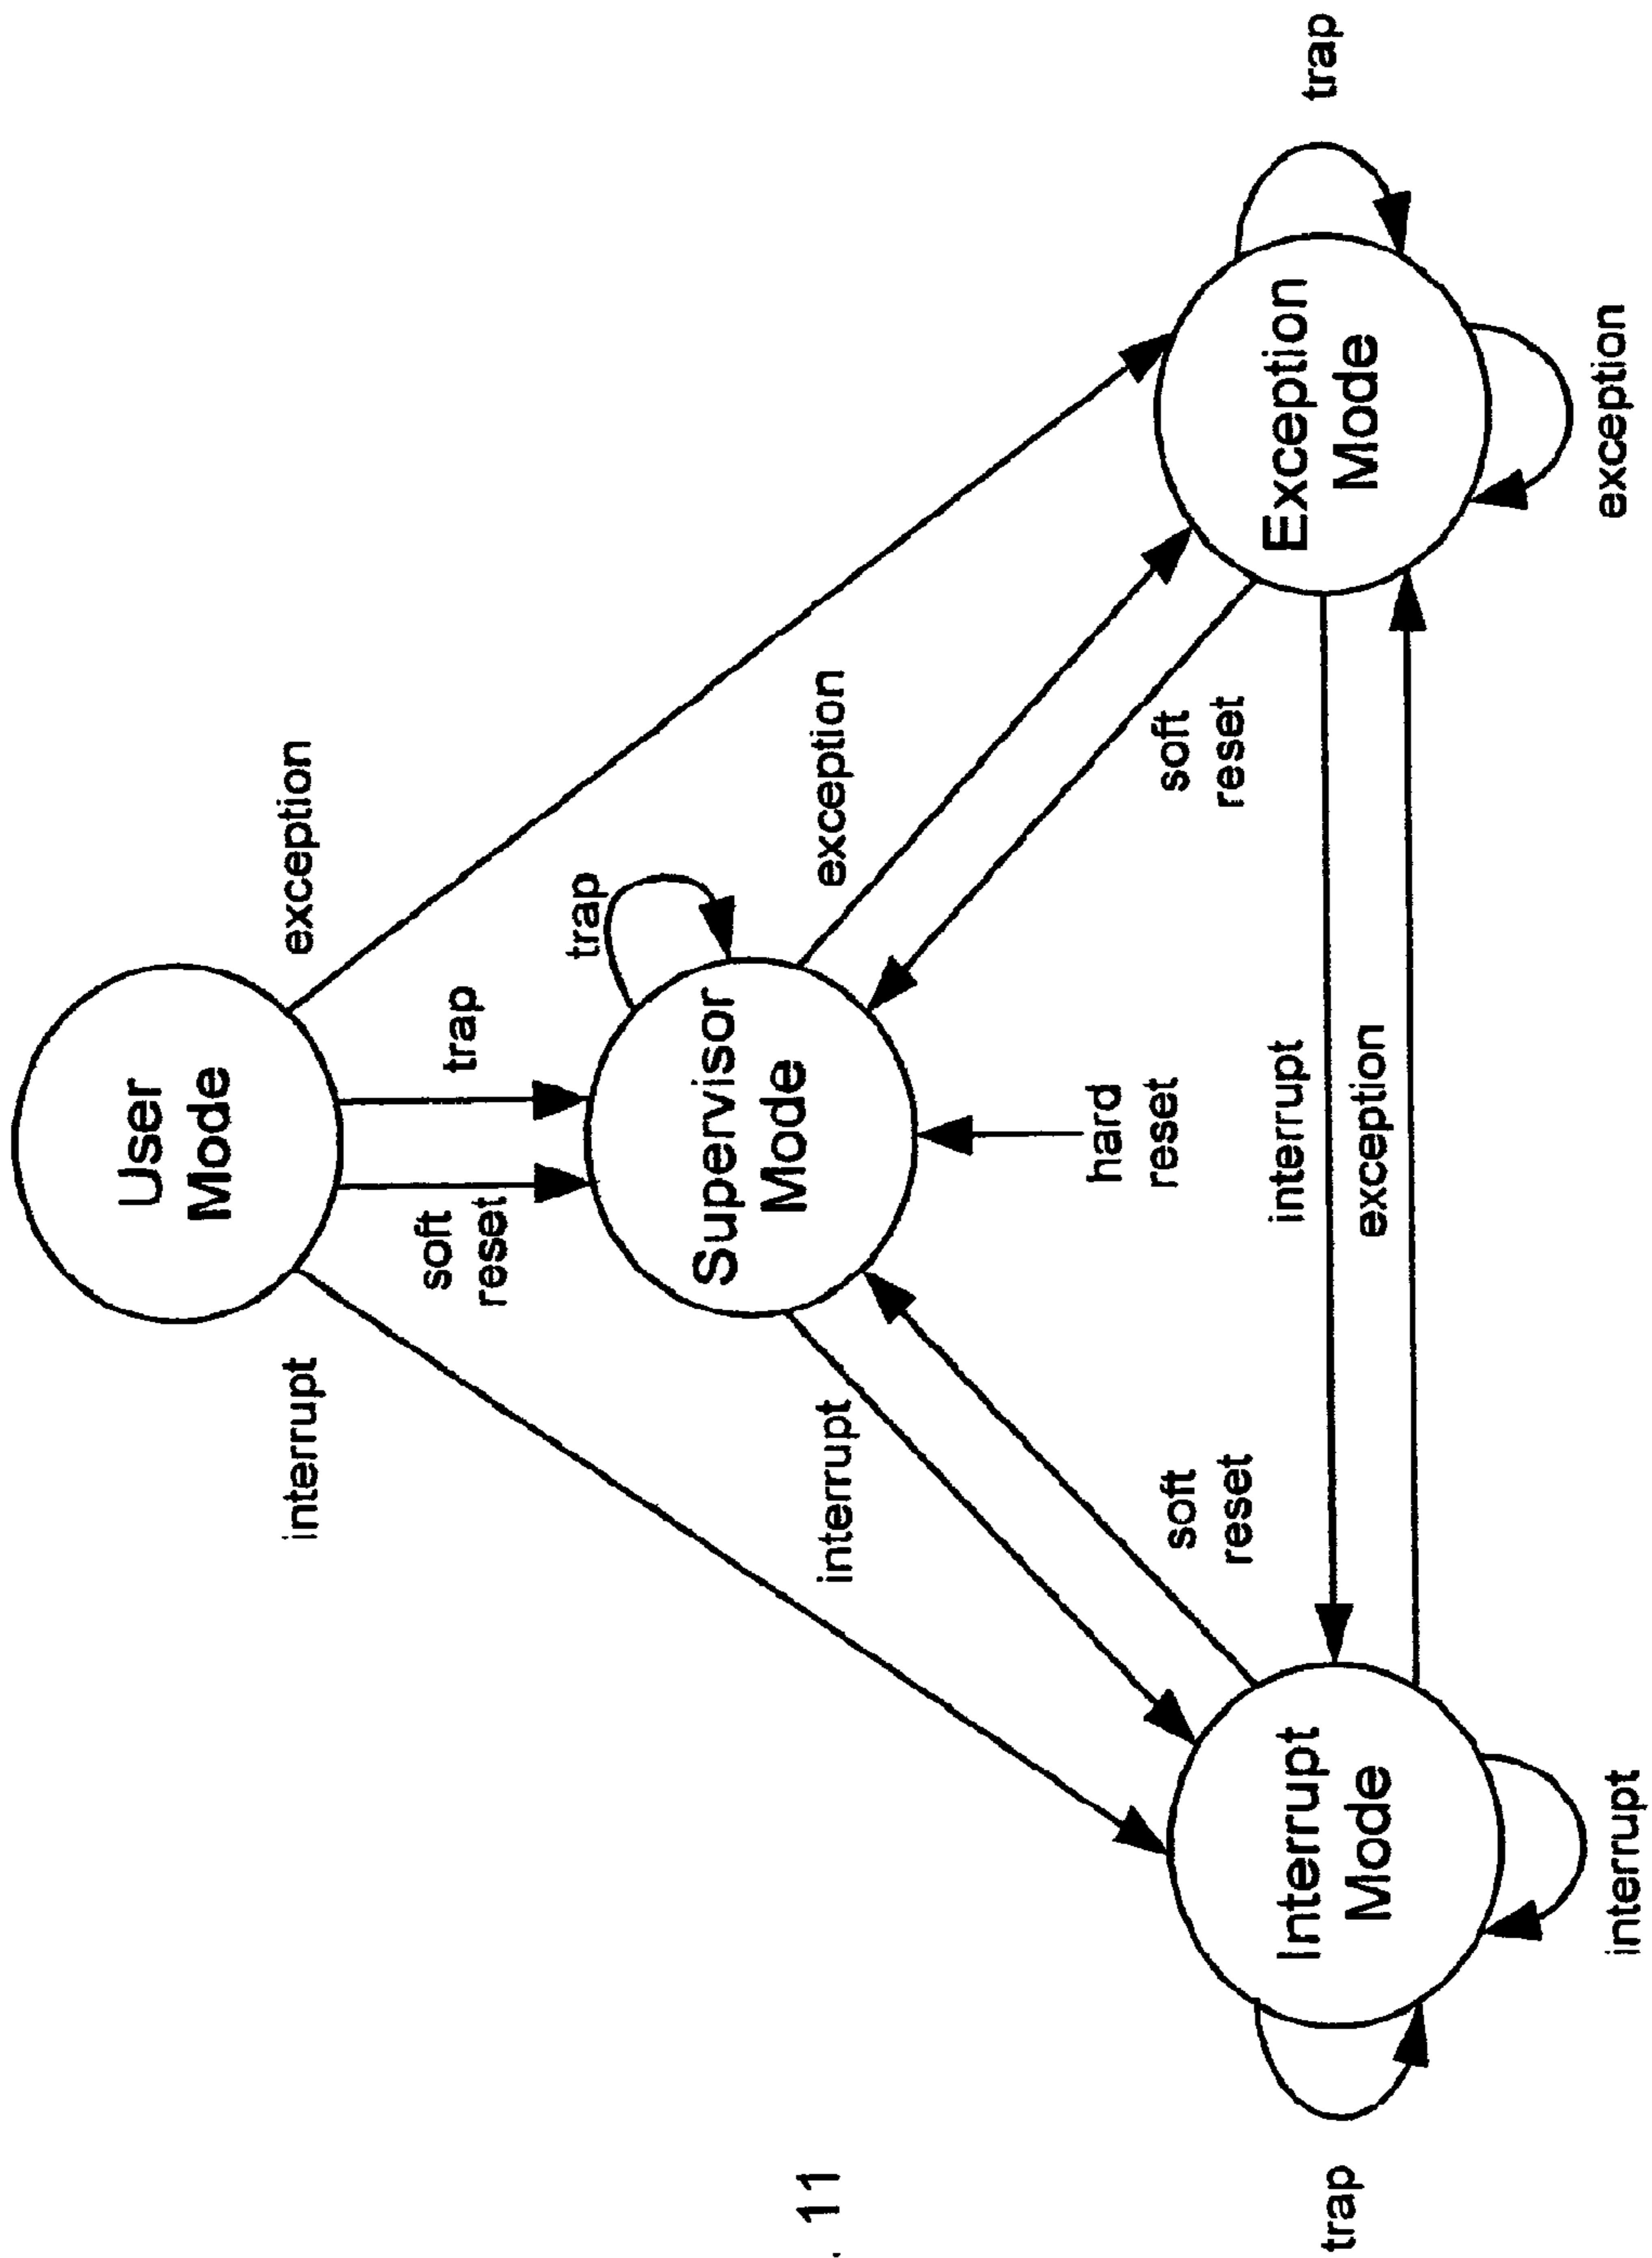 User
Mode
interrupt
soft
reset
trap
exception
Supervisor
Mode
trap
interrupt
exception
hard
reset
soft
reset
soft
reset
Interrupt
Mode
Exception
Mode
interrupt
exception
trap
interrupt
trap
exception
. 11